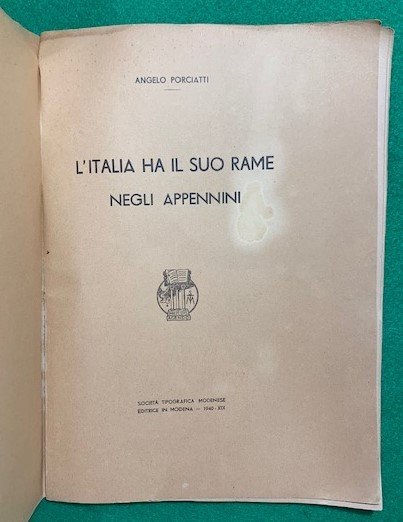 ANGELO PORCIATTI
L'ITALIA HA IL SUO RAME
NEGLI APPENNINI
SOCIETÀ TIPOGRAFICA MODENESE
EDITRICE IN MODENA — 1940-XIX